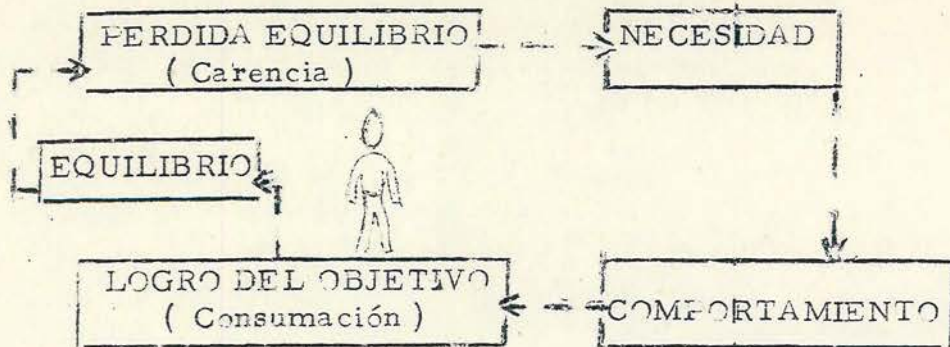 PERDIDA EQUILIBRIO
( Carencia )
NECESIDAD
EQUILIBRIO
LOGRO DEL OBJETIVO
( Consumación )
COMPORTAMIENTO